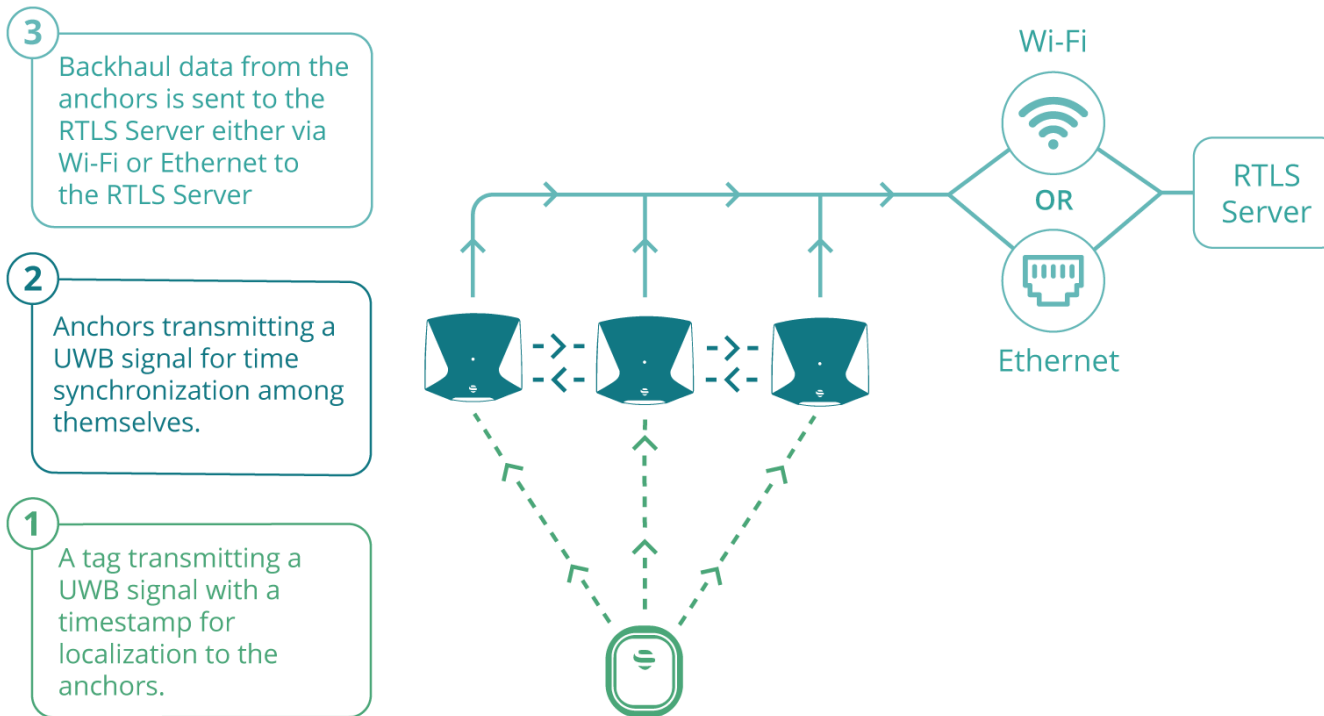 3
Backhaul data from the
anchors is sent to the
RTLS Server either via
Wi-Fi or Ethernet to
the RTLS Server
2
Anchors transmitting a
UWB signal for time
synchronization among
themselves.
1
A tag transmitting a
UWB signal with a
timestamp for
localization to the
anchors.
Wi-Fi
OR
Ethernet
RTLS
Server